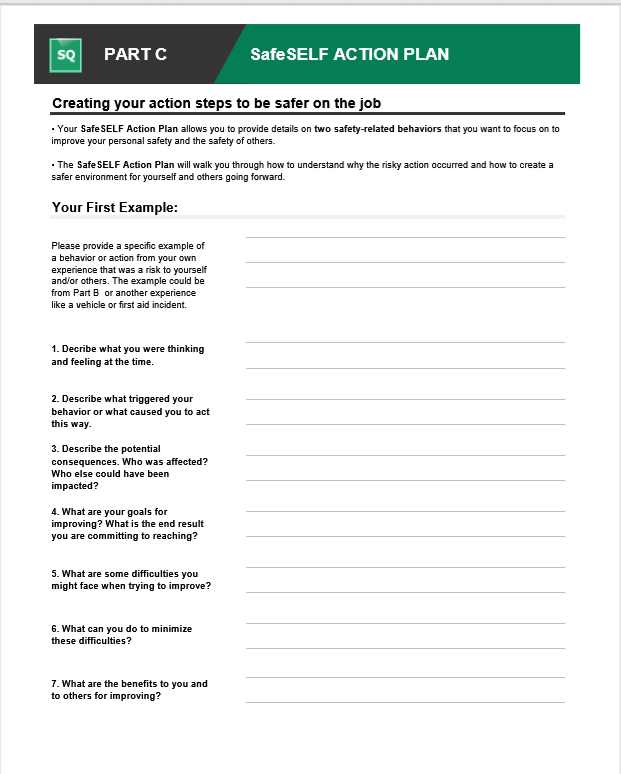 SQ
PART C
SafeSELF ACTION PLAN
Creating your action steps to be safer on the job
• Your SafeSELF Action Plan allows you to provide details on two safety-related behaviors that you want to focus on to
improve your personal safety and the safety of others.
• The SafeSELF Action Plan will walk you through how to understand why the risky action occurred and how to create a
safer environment for yourself and others going forward.
Your First Example:
Please provide a specific example of
a behavior or action from your own
experience that was a risk to yourself
and/or others. The example could be
from Part B or another experience
like a vehicle or first aid incident.
1. Decribe what you were thinking
and feeling at the time.
2. Describe what triggered your
behavior or what caused you to act
this way.
3. Describe the potential
consequences. Who was affected?
Who else could have been
impacted?
4. What are your goals for
improving? What is the end result
you are committing to reaching?
5. What are some difficulties you
might face when trying to improve?
6. What can you do to minimize
these difficulties?
7. What are the benefits to you and
to others for improving?